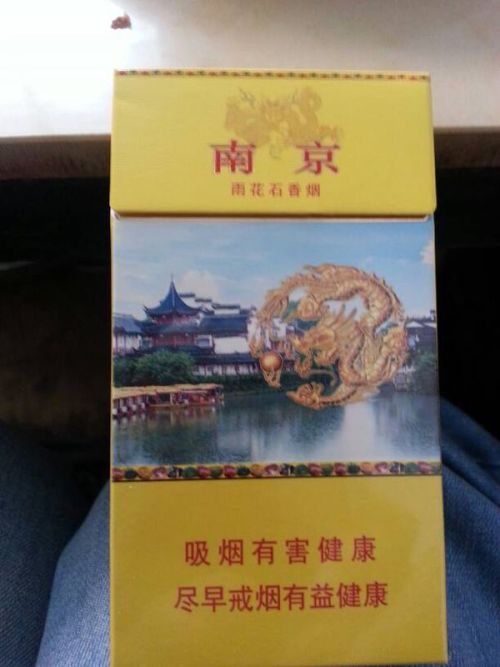 南京
雨花石香烟
吸烟有害健康
尽早戒烟有益健康